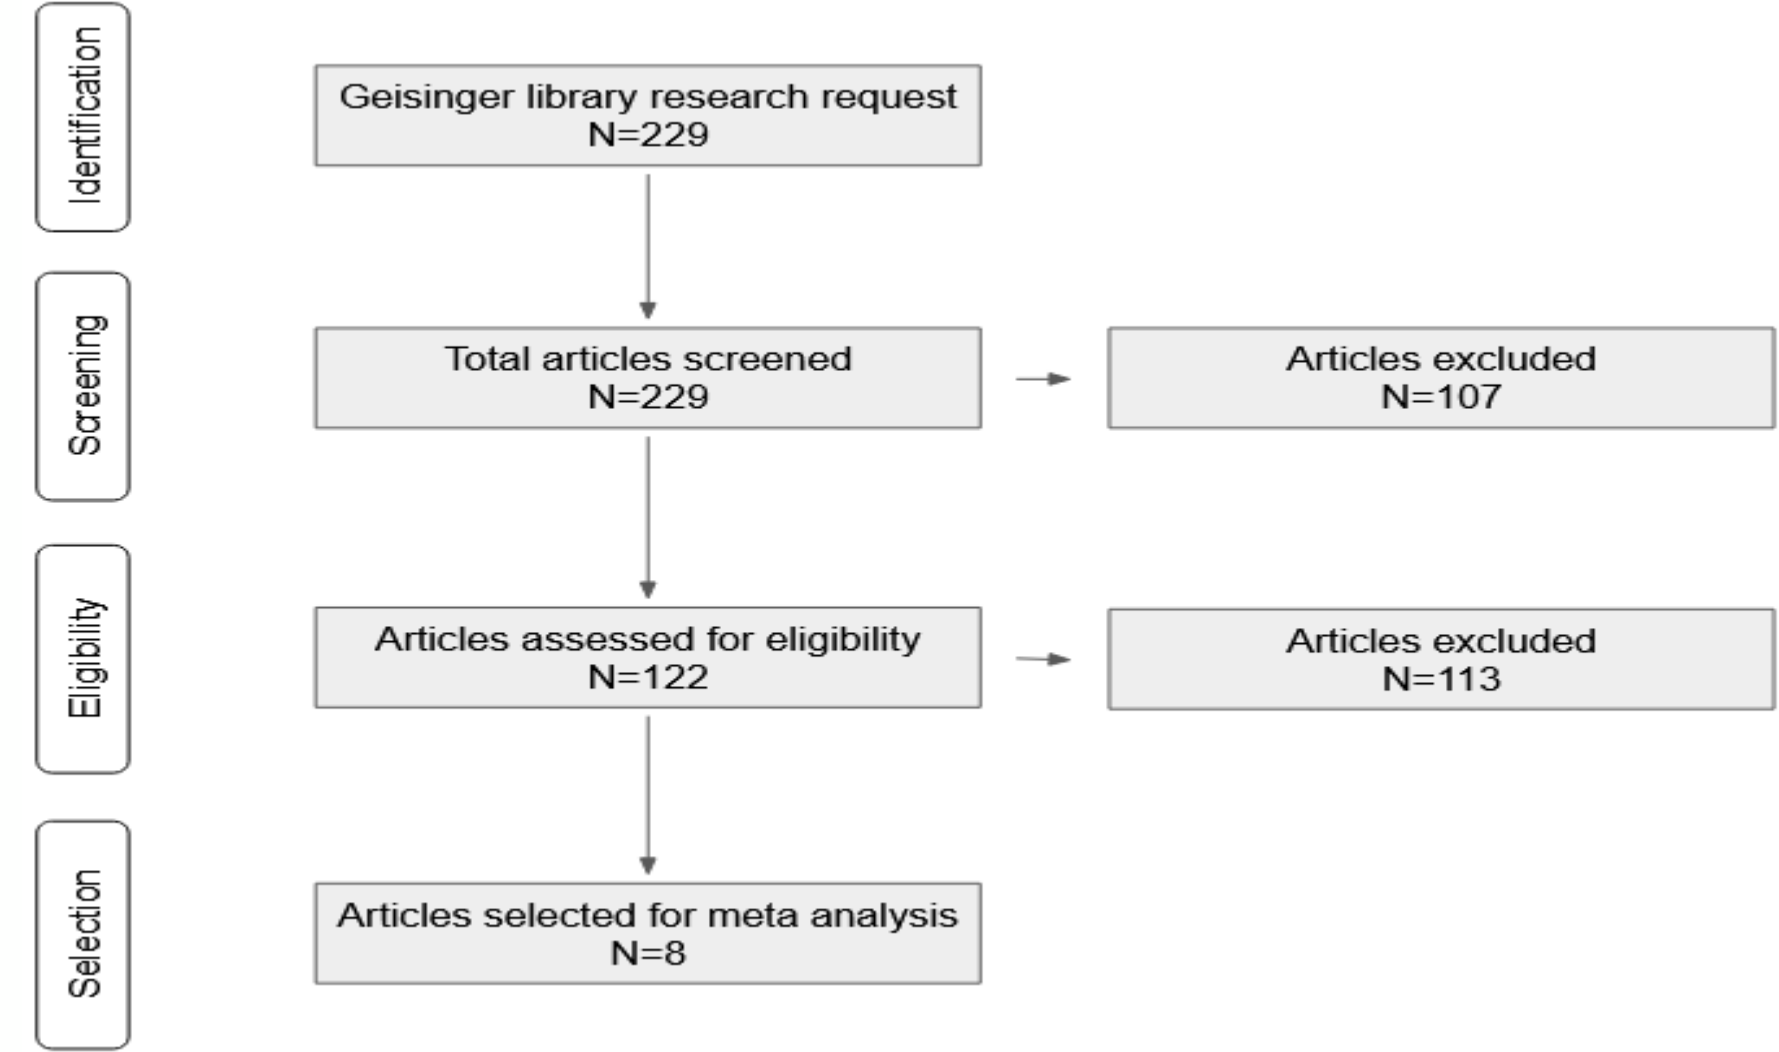 Identification
Geisinger library research request
N=229
Screening
Total articles screened
N=229
Articles excluded
N=107
Eligibility
Articles assessed for eligibility
N=122
Articles excluded
N=113
Selection
Articles selected for meta analysis
N=8